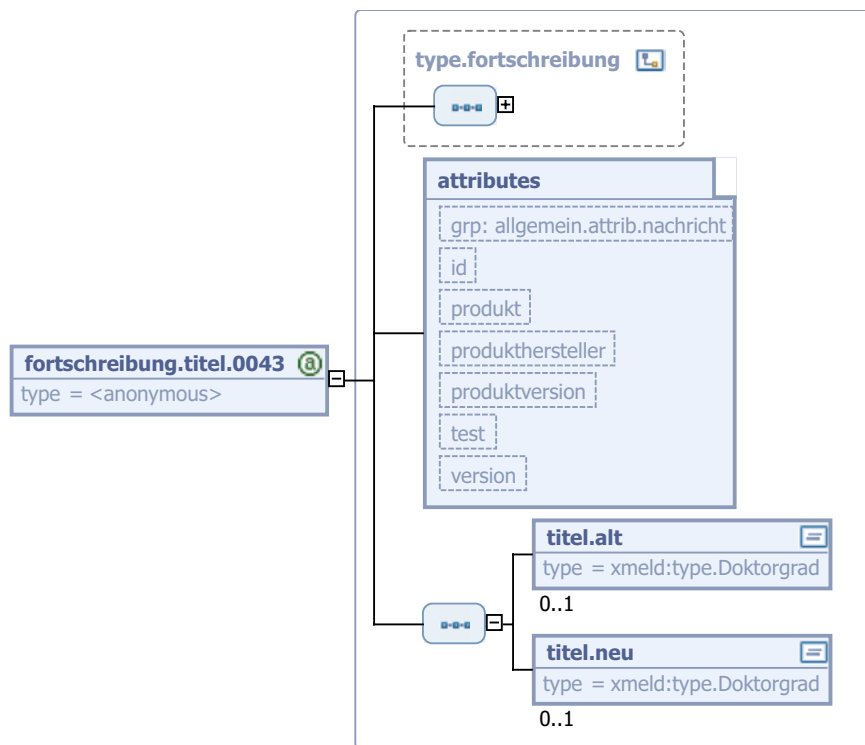 type.fortschreibung
attributes
grp: allgemein.attrib.nachricht
id
produkt
produkthersteller
produktversion
test
version
fortschreibung.titel.0043
type = <anonymous>
titel.alt
type = xmeld:type.Doktorgrad
0..1
titel.neu
type = xmeld:type.Doktorgrad
0..1